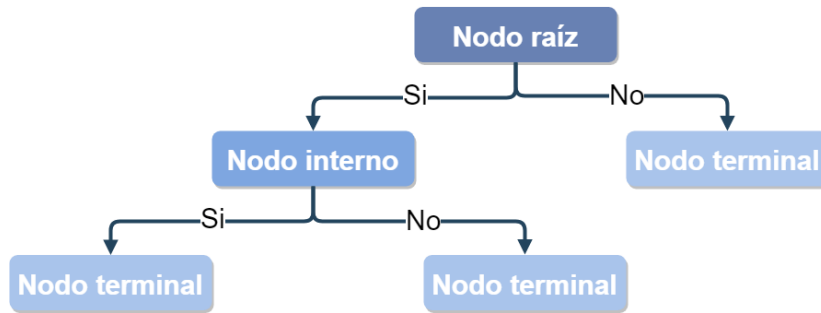 Nodo raíz
Si
No
Nodo interno
Nodo terminal
Si
No
Nodo terminal
Nodo terminal